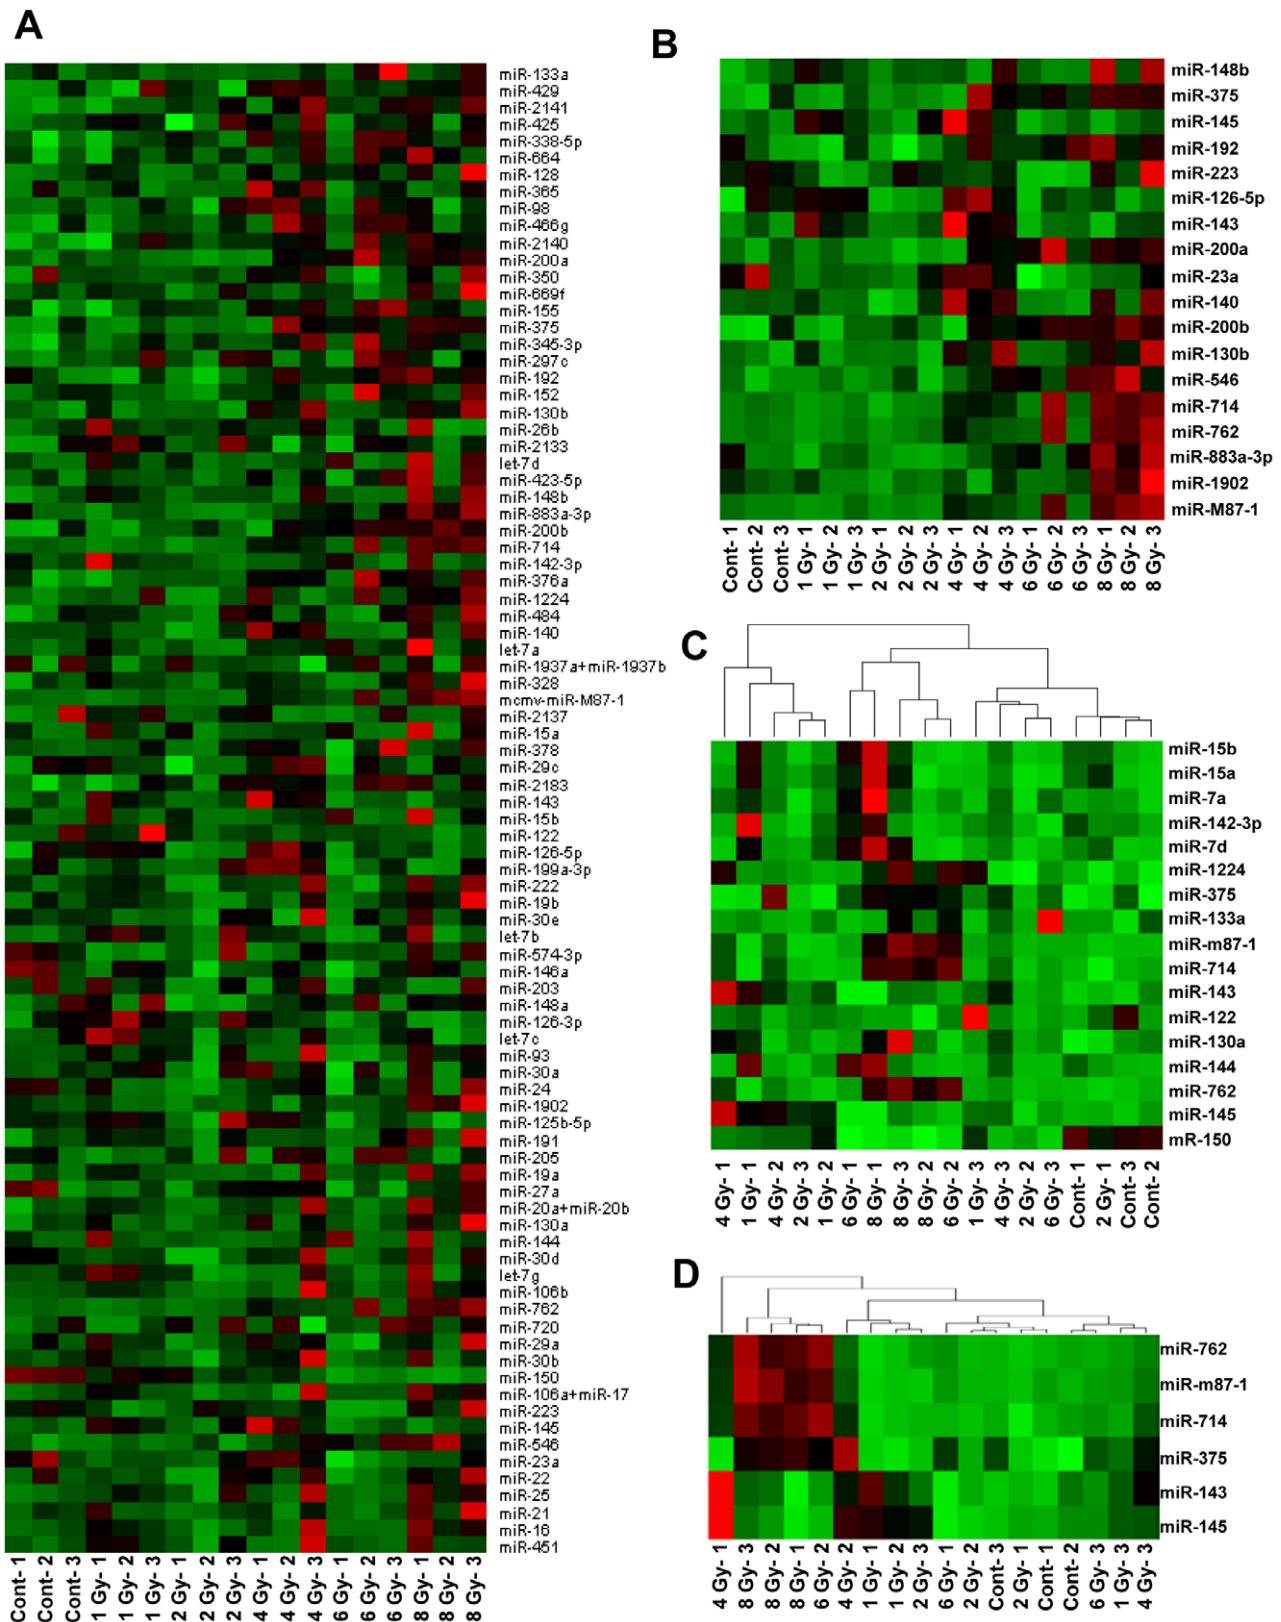 A
miR-133a
miR-429
miR-2141
miR-425
miR-338-5p
miR-664
miR-128
miR-365
miR-98
miR-466g
miR-2140
miR-200a
miR-350
miR-669f
miR-155
miR-375
miR-345-3p
miR-297c
miR-192
miR-152
miR-130b
miR-26b
miR-2133
let-7d
miR-423-5p
miR-148b
miR-883a-3p
miR-200b
miR-714
miR-142-3p
miR-376a
miR-1224
miR-484
miR-140
let-7a
miR-1937a+miR-1937b
miR-328
mcmv-miR-M87-1
miR-2137
miR-15a
miR-378
miR-29c
miR-2183
miR-143
miR-15b
miR-122
miR-126-5p
miR-199a-3p
miR-222
miR-19b
miR-30e
let-7b
miR-574-3p
miR-146a
miR-203
miR-148a
miR-126-3p
let-7c
miR-93
miR-30a
miR-24
miR-1902
miR-125b-5p
miR-191
miR-205
miR-19a
miR-27a
miR-20a+miR-20b
miR-130a
miR-144
miR-30d
let-7g
miR-106b
miR-762
miR-720
miR-29a
miR-30b
miR-150
miR-106a+miR-17
miR-223
miR-145
miR-546
miR-23a
miR-22
miR-25
miR-21
miR-16
miR-451
Cont- 1
Cont- 2
Cont- 3
1 Gy- 1
1 Gy- 2
1 Gy- 3
2 Gy- 1
2 Gy- 2
2 Gy- 3
4 Gy- 1
4 Gy- 2
4 Gy- 3
6 Gy- 1
6 Gy- 2
6 Gy- 3
8 Gy- 1
8 Gy- 2
8 Gy- 3
B
miR-148b
miR-375
miR-145
miR-192
miR-223
miR-126-5p
miR-143
miR-200a
miR-23a
miR-140
miR-200b
miR-130b
miR-546
miR-714
miR-762
miR-883a-3p
miR-1902
miR-M87-1
Cont- 1
Cont- 2
Cont- 3
1 Gy- 1
1 Gy- 2
1 Gy- 3
2 Gy- 1
2 Gy- 2
2 Gy- 3
4 Gy- 1
4 Gy- 2
4 Gy- 3
6 Gy- 1
6 Gy- 2
6 Gy- 3
8 Gy- 1
8 Gy- 2
8 Gy- 3
C
miR-15b
miR-15a
miR-7a
miR-142-3p
miR-7d
miR-1224
miR-375
miR-133a
miR-m87-1
miR-714
miR-143
miR-122
miR-130a
miR-144
miR-762
miR-145
mR-150
4 Gy- 1
1 Gy- 1
4 Gy- 2
2 Gy- 3
1 Gy- 2
6 Gy- 1
8 Gy- 1
8 Gy- 3
8 Gy- 2
6 Gy- 2
1 Gy- 3
4 Gy- 3
2 Gy- 2
6 Gy- 3
Cont- 1
2 Gy- 1
Cont- 3
Cont- 2
D
miR-762
miR-m87-1
miR-714
miR-375
miR-143
miR-145
4 Gy- 1
8 Gy- 3
8 Gy- 2
8 Gy- 1
6 Gy- 2
4 Gy- 2
1 Gy- 1
1 Gy- 2
2 Gy- 3
6 Gy- 1
2 Gy- 2
Cont- 3
2 Gy- 1
Cont- 1
Cont- 2
6 Gy- 3
1 Gy- 3
4 Gy- 3